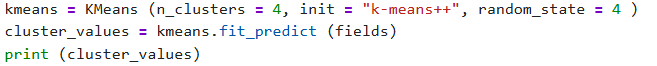 kmeans = KMeans (n_clusters = 4, init = "k-means++", random_state = 4 )
cluster_values = kmeans.fit_predict (fields)
print (cluster_values)